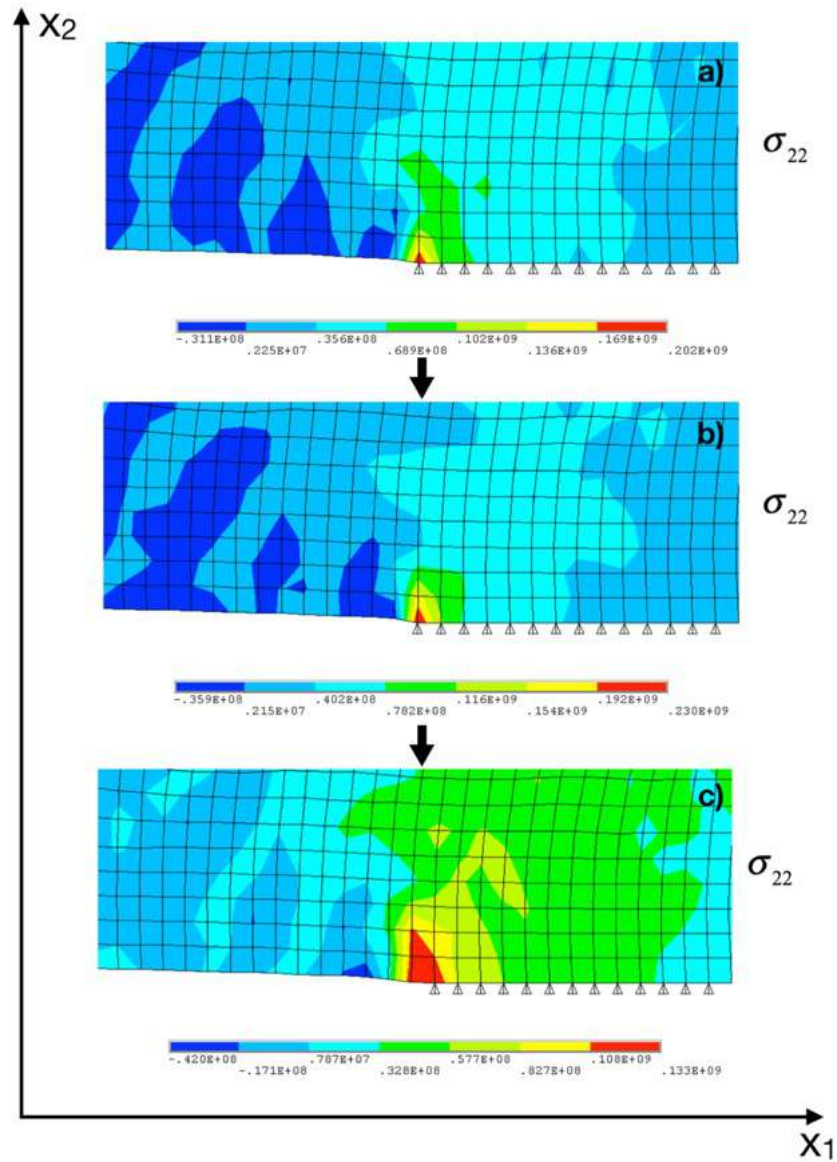 X2
a)
σ22
-.311E+08 .356E+08 .102E+09 .169E+09
.225E+07 .689E+08 .136E+09 .202E+09
b)
σ22
-.359E+08 .402E+08 .116E+09 .192E+09
.215E+07 .782E+08 .154E+09 .230E+09
c)
σ22
-.420E+08 .787E+07 .577E+08 .108E+09
-.171E+08 .328E+08 .827E+08 .133E+09
X1